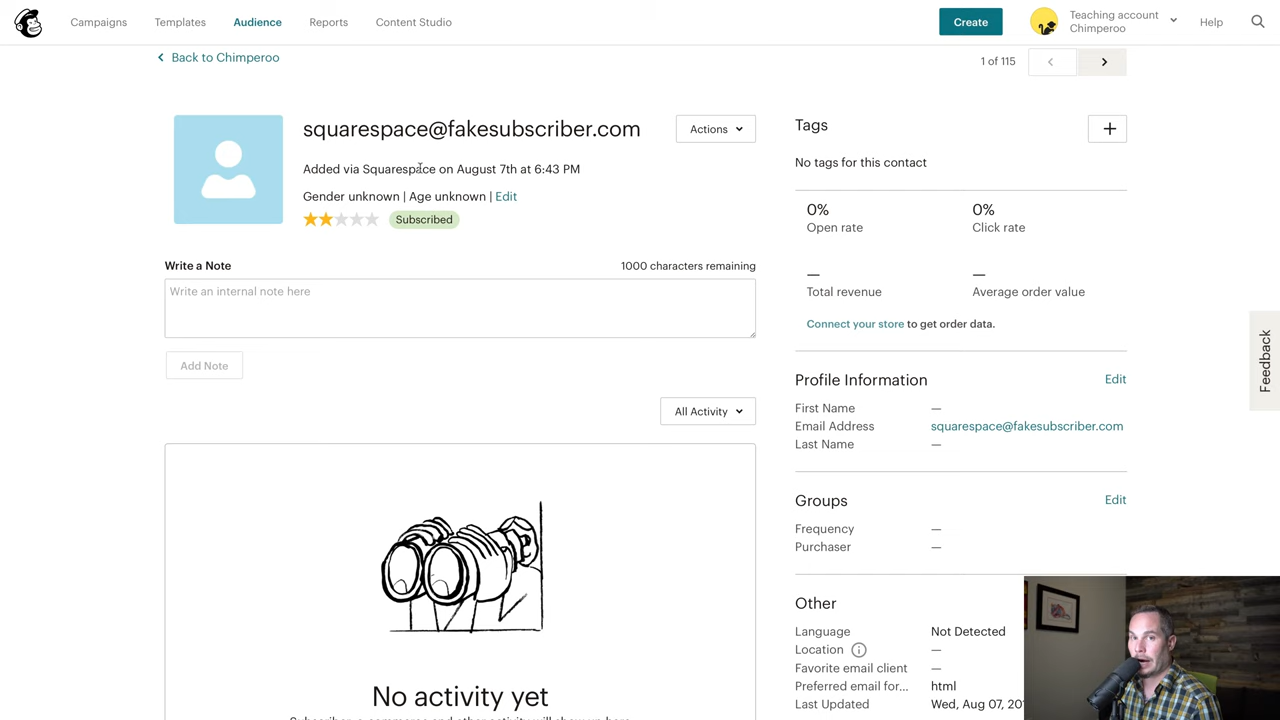 Campaigns
Templates
Audience
Reports
Content Studio
Create
Teaching account
Chimperoo
Help
Back to Chimperoo
1 of 115
squarespace@fakesubscriber.com
Actions
Added via Squarespace on August 7th at 6:43 PM
Gender unknown | Age unknown | Edit
Subscribed
Write a Note
1000 characters remaining
Write an internal note here
Add Note
All Activity
No activity yet
Tags
No tags for this contact
0%
Open rate
0%
Click rate
—
Total revenue
—
Average order value
Connect your store to get order data.
Profile Information
Edit
First Name —
Email Address squarespace@fakesubscriber.com
Last Name —
Groups
Edit
Frequency —
Purchaser —
Other
Language Not Detected
Location —
Favorite email client —
Preferred email for... html
Last Updated Wed, Aug 07, 20
Feedback